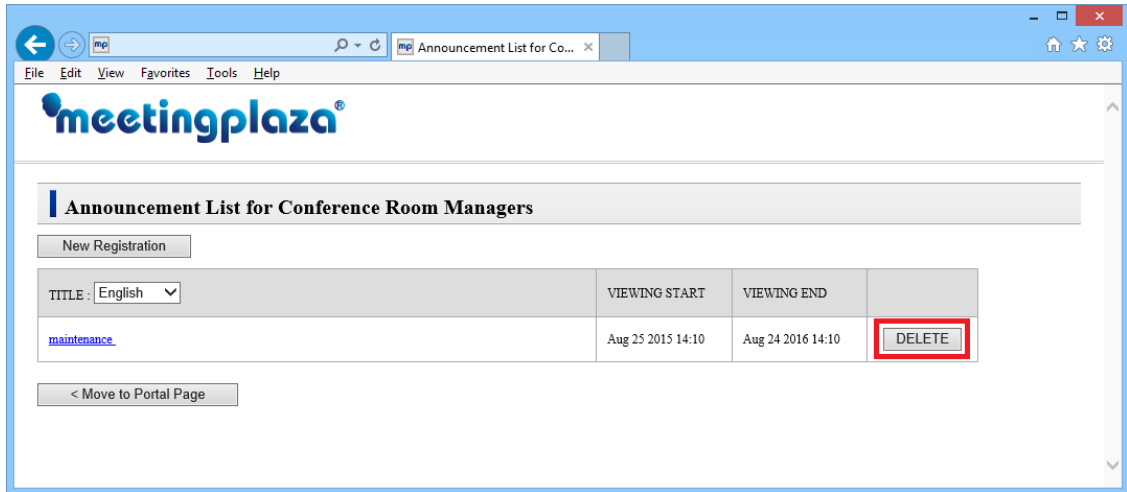 mp
mp Announcement List for Co...
File Edit View Favorites Tools Help
meetingplaza®
Announcement List for Conference Room Managers
New Registration
TITLE : English VIEWING START VIEWING END
maintenance Aug 25 2015 14:10 Aug 24 2016 14:10 DELETE
< Move to Portal Page